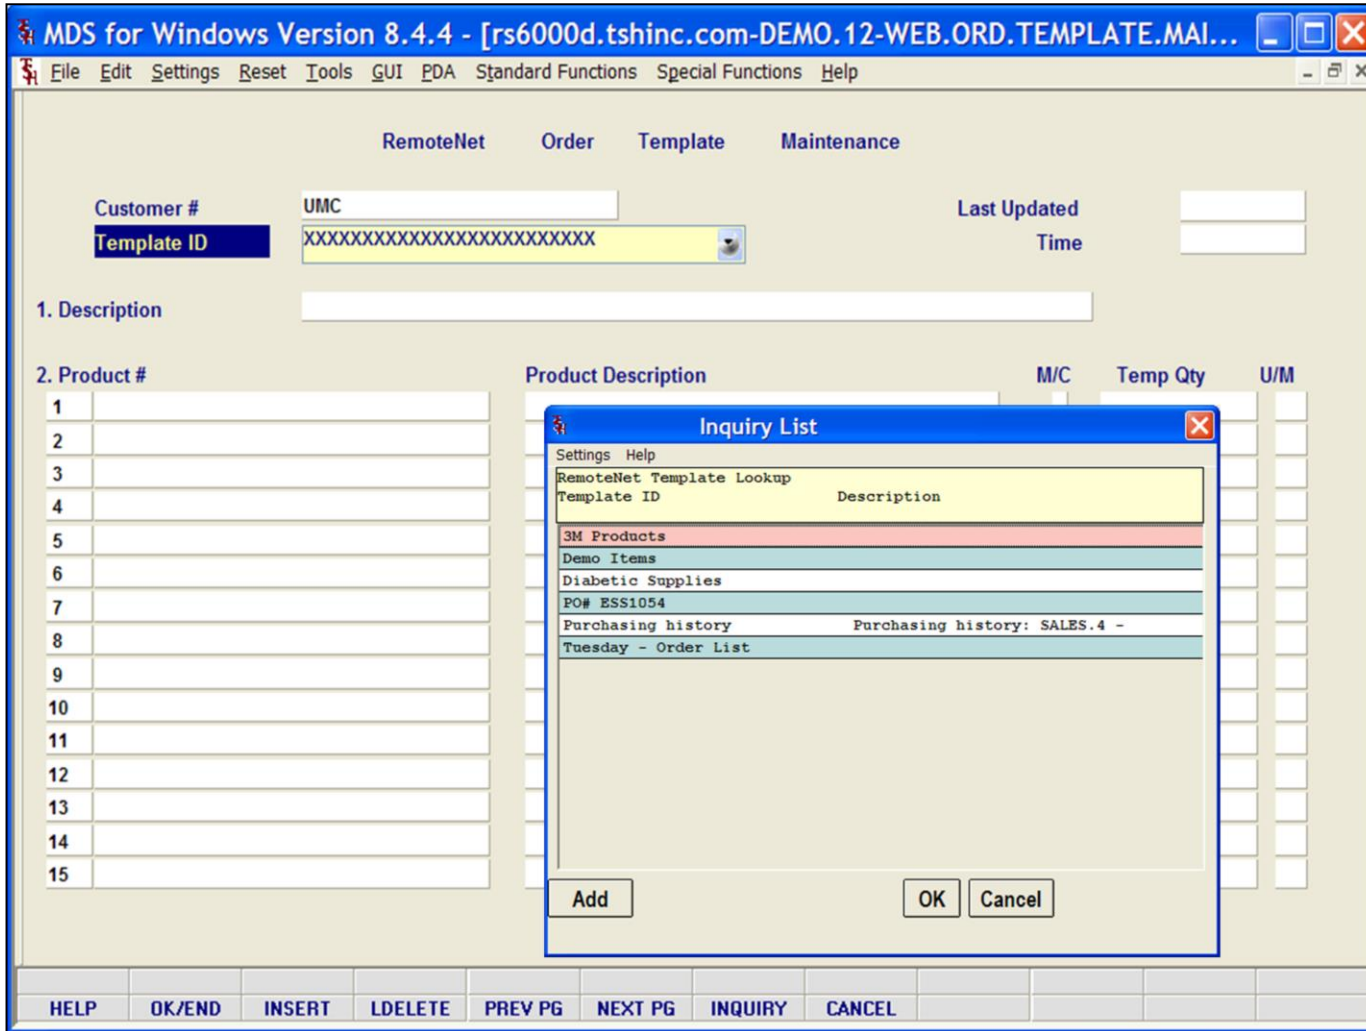 MDS for Windows Version 8.4.4 - [rs6000d.tshinc.com-DEMO.12-WEB.ORD.TEMPLATE.MAI...
File Edit Settings Reset Tools GUI PDA Standard Functions Special Functions Help
RemoteNet Order Template Maintenance
Customer # UMC Last Updated
Template ID XXXXXXXXXXXXXXXXXXXXXXXXX Time
1. Description
2. Product # Product Description M/C Temp Qty U/M
1
2
3
4
5
6
7
8
9
10
11
12
13
14
15
Inquiry List
Settings Help
RemoteNet Template Lookup
Template ID Description
3M Products
Demo Items
Diabetic Supplies
PO# ESS1054
Purchasing history Purchasing history: SALES.4 -
Tuesday - Order List
Add OK Cancel
HELP OK/END INSERT LDELETE PREV PG NEXT PG INQUIRY CANCEL